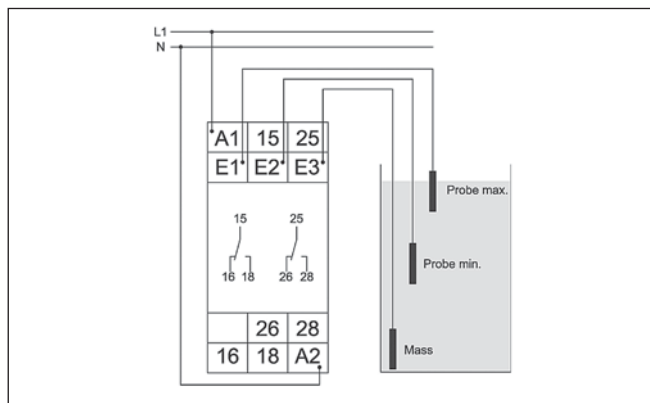 L1
N
A1 15 25
E1 E2 E3
15 25
16 18 26 28
26 28
16 18 A2
Probe max.
Probe min.
Mass